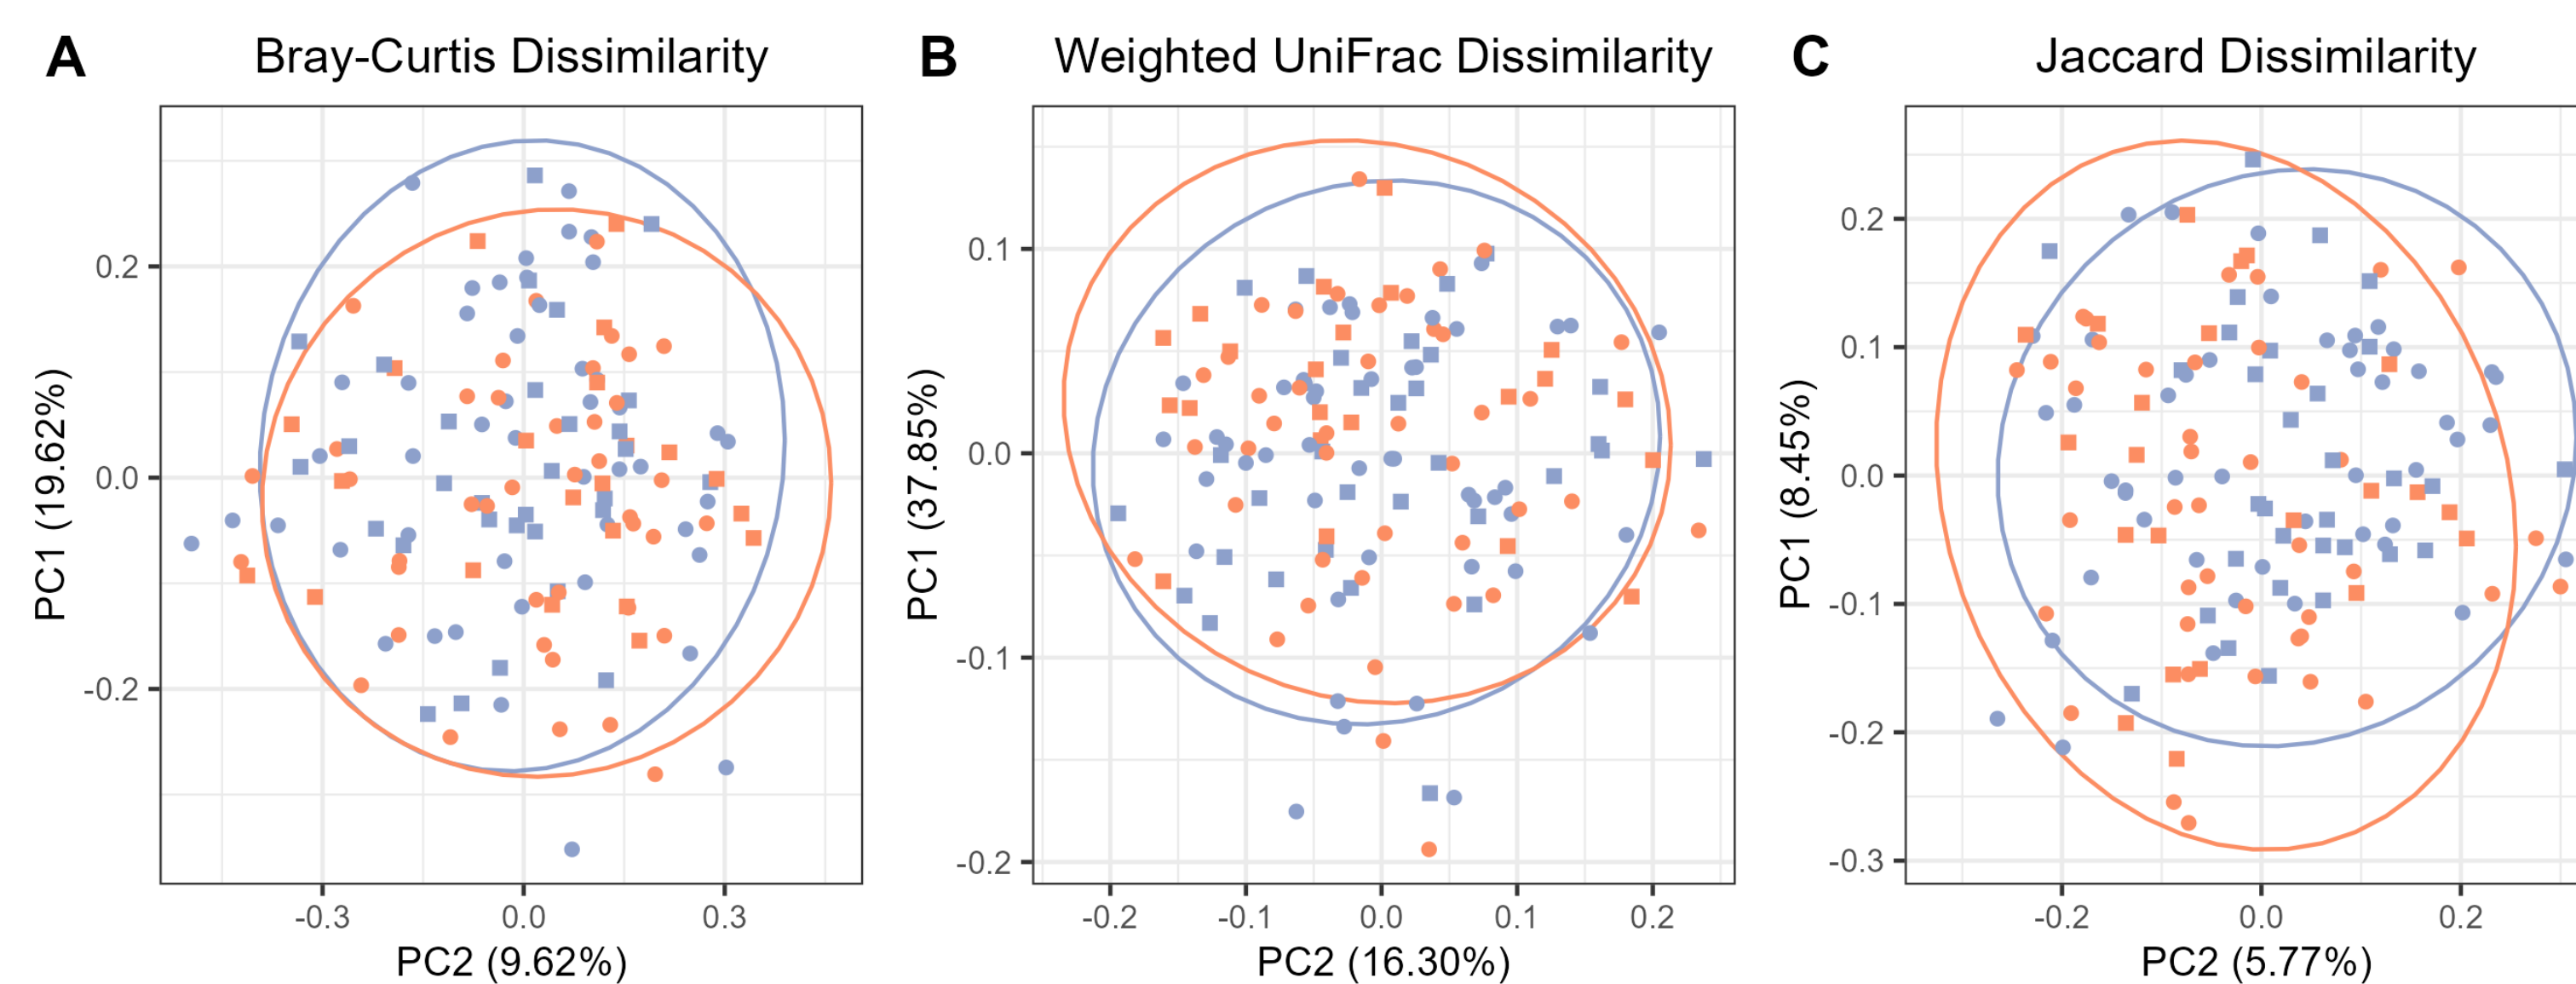 A Bray-Curtis Dissimilarity
PC1 (19.62%)
0.2
0.0
-0.2
-0.3 0.0 0.3
PC2 (9.62%)
B Weighted UniFrac Dissimilarity
PC1 (37.85%)
0.1
0.0
-0.1
-0.2
-0.2 -0.1 0.0 0.1 0.2
PC2 (16.30%)
C Jaccard Dissimilarity
PC1 (8.45%)
0.2
0.1
0.0
-0.1
-0.2
-0.3
-0.2 0.0 0.2
PC2 (5.77%)